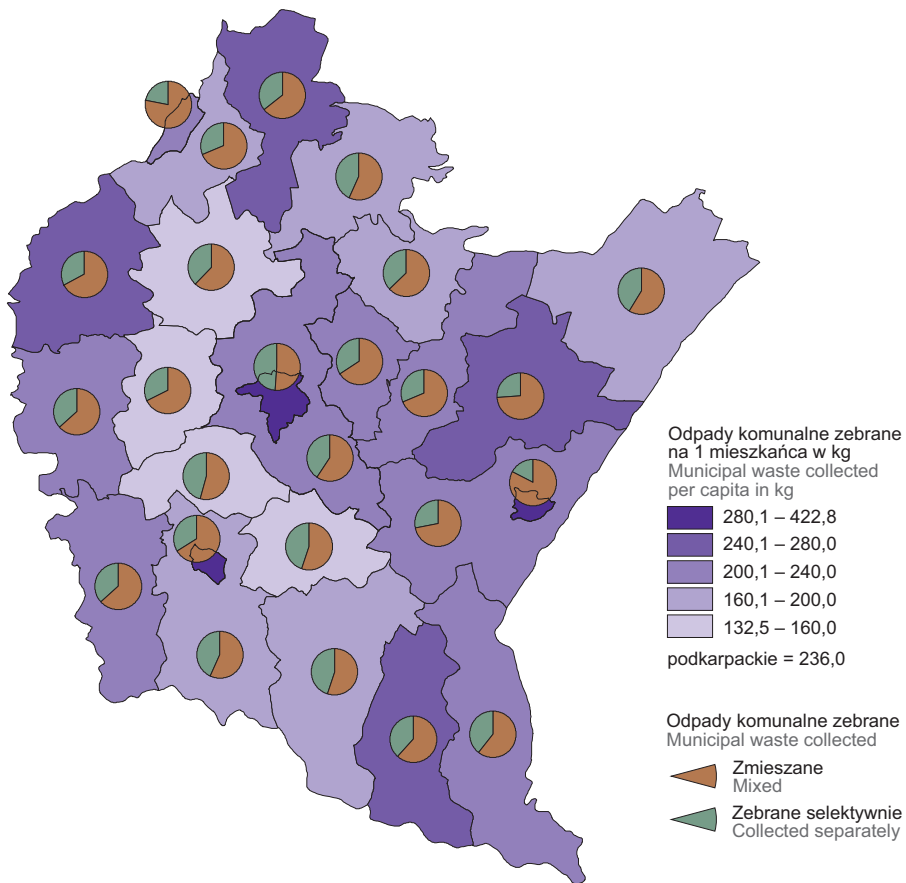 Odpady komunalne zebrane
na 1 mieszkańca w kg
Municipal waste collected
per capita in kg
280,1 – 422,8
240,1 – 280,0
200,1 – 240,0
160,1 – 200,0
132,5 – 160,0
podkarpackie = 236,0
Odpady komunalne zebrane
Municipal waste collected
Zmieszane
Mixed
Zebrane selektywnie
Collected separately